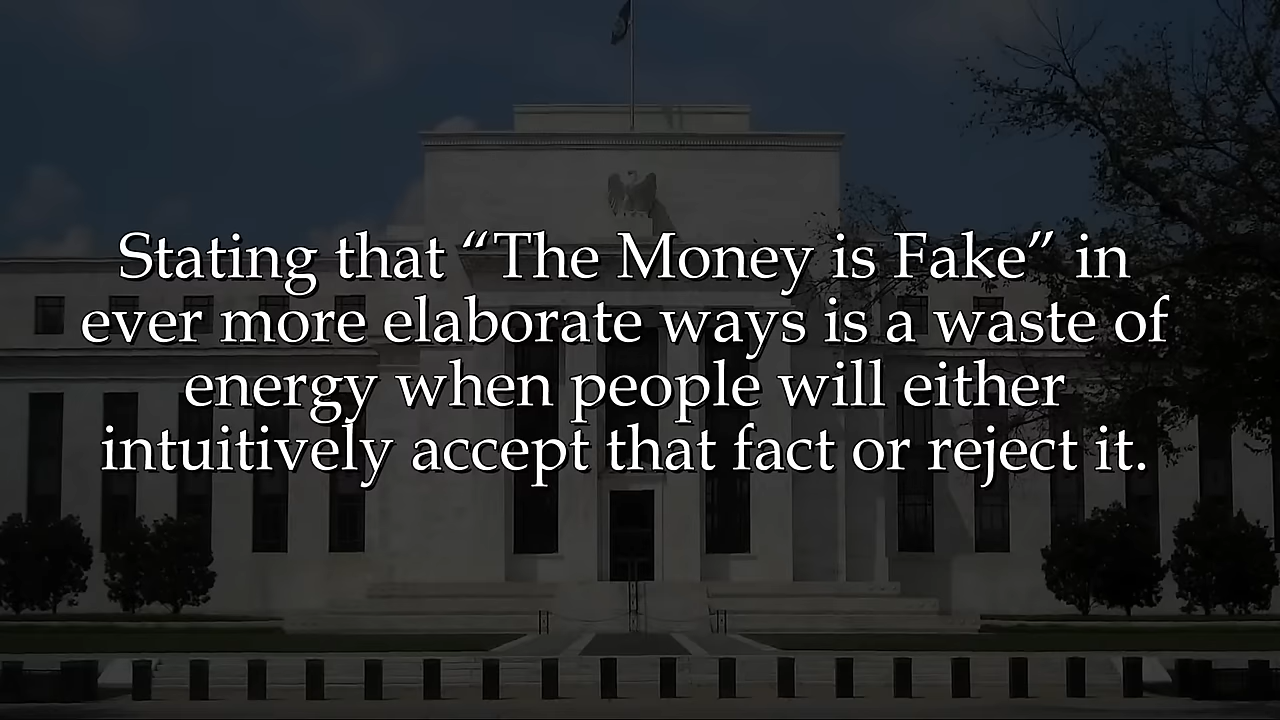 Stating that “The Money is Fake” in
ever more elaborate ways is a waste of
energy when people will either
intuitively accept that fact or reject it.